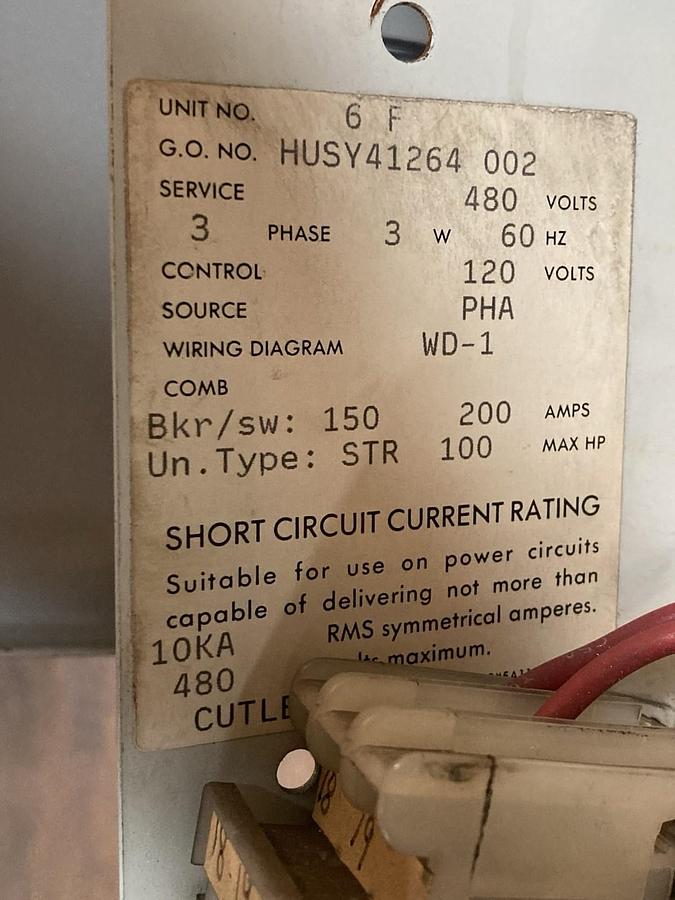 UNIT NO. 6 F
G.O. NO. HUSY41264 002
SERVICE 480 VOLTS
3 PHASE 3 W 60 HZ
CONTROL 120 VOLTS
SOURCE PHA
WIRING DIAGRAM WD-1
COMB
Bkr/sw: 150 200 AMPS
Un.Type: STR 100 MAX HP
SHORT CIRCUIT CURRENT RATING
Suitable for use on power circuits
capable of delivering not more than
10KA RMS symmetrical amperes.
480 maximum.
CUTLE
18 19
18 19